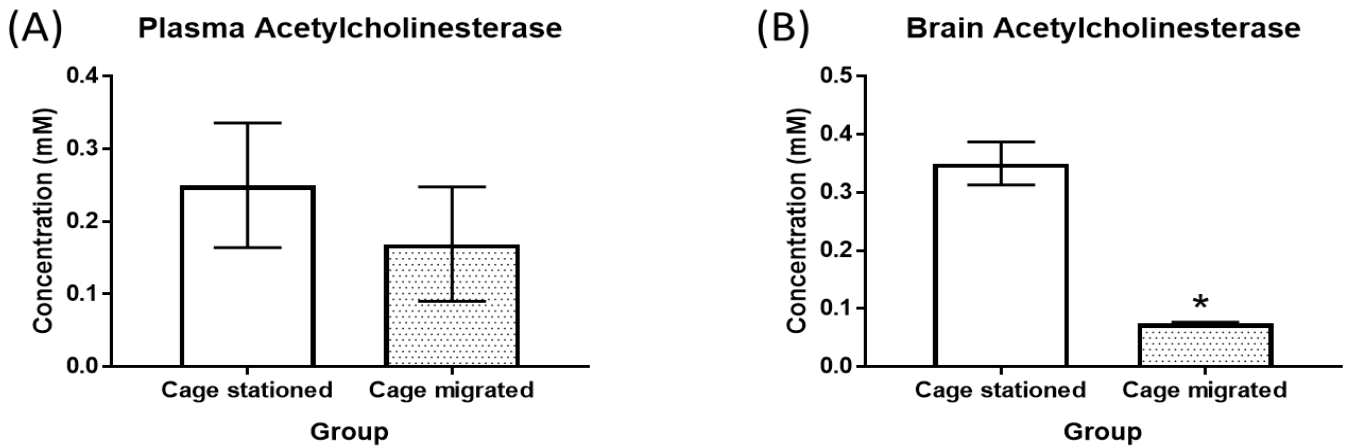 (A) Plasma Acetylcholinesterase
Concentration (mM)
0.4
0.3
0.2
0.1
0.0
Cage stationed Cage migrated
Group
(B) Brain Acetylcholinesterase
Concentration (mM)
0.5
0.4
0.3
0.2
0.1
0.0
*
Cage stationed Cage migrated
Group